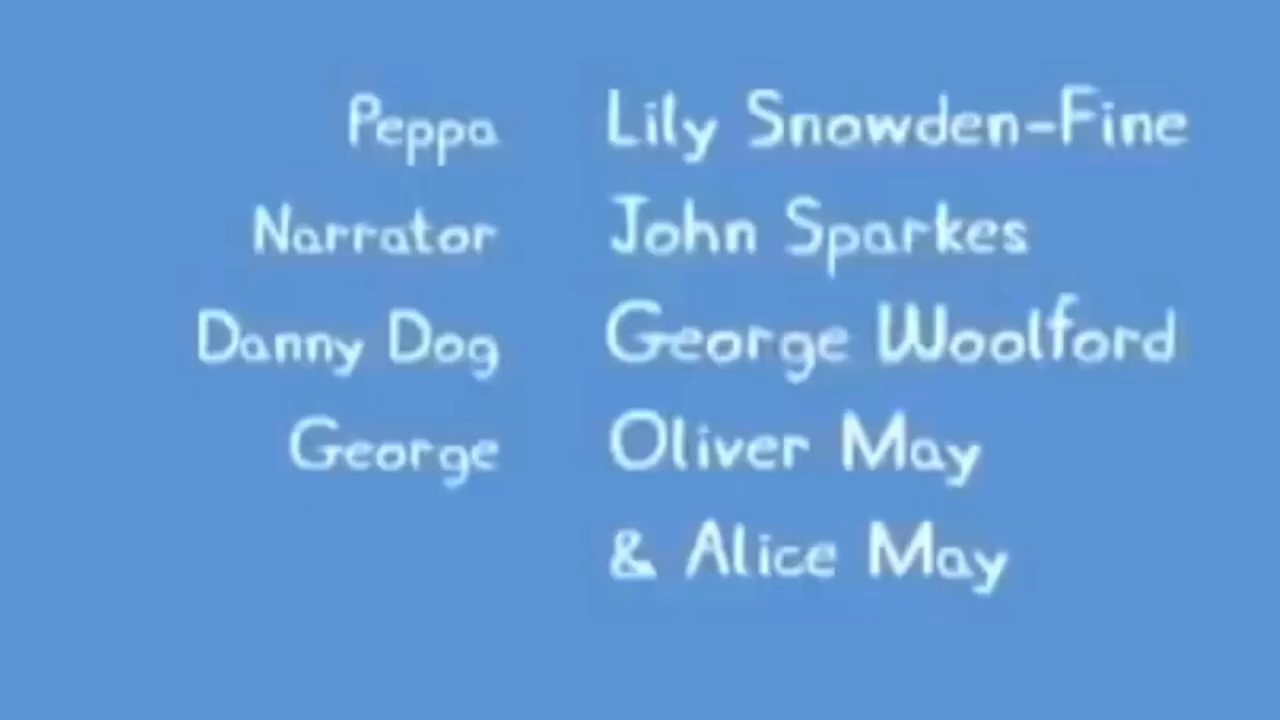 Peppa Lily Snowden-Fine
Narrator John Sparkes
Danny Dog George Woolford
George Oliver May
& Alice May